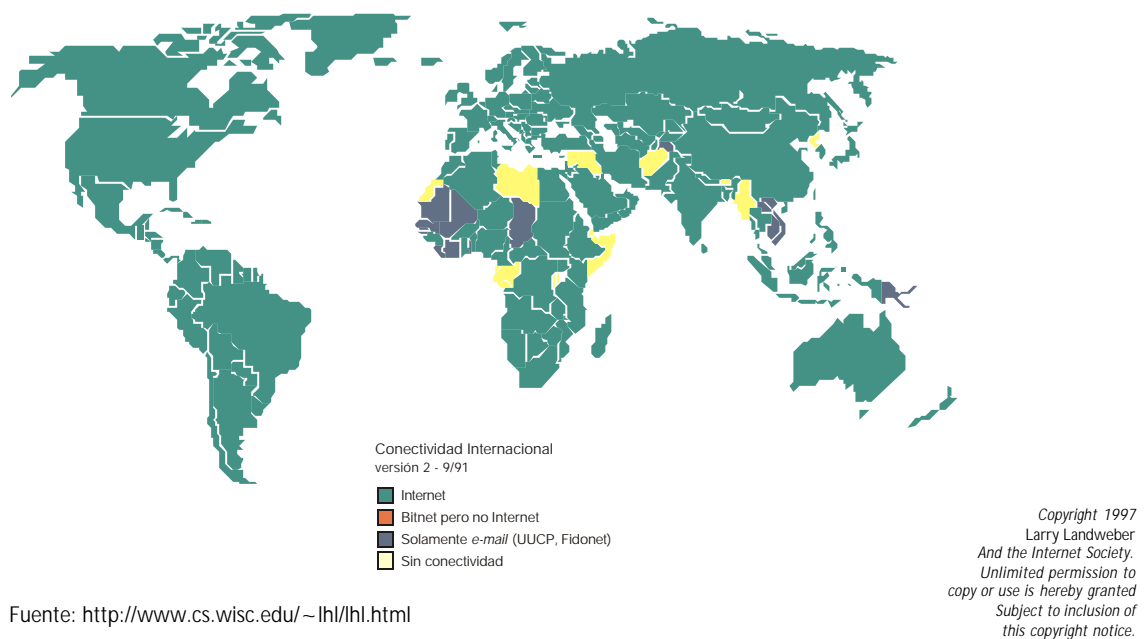 Conectividad Internacional
versión 2 - 9/91
Internet
Bitnet pero no Internet
Solamente e-mail (UUCP, Fidonet)
Sin conectividad
Copyright 1997
Larry Landweber
And the Internet Society.
Unlimited permission to
copy or use is hereby granted
Subject to inclusion of
this copyright notice.
Fuente: http://www.cs.wisc.edu/~lhl/lhl.html